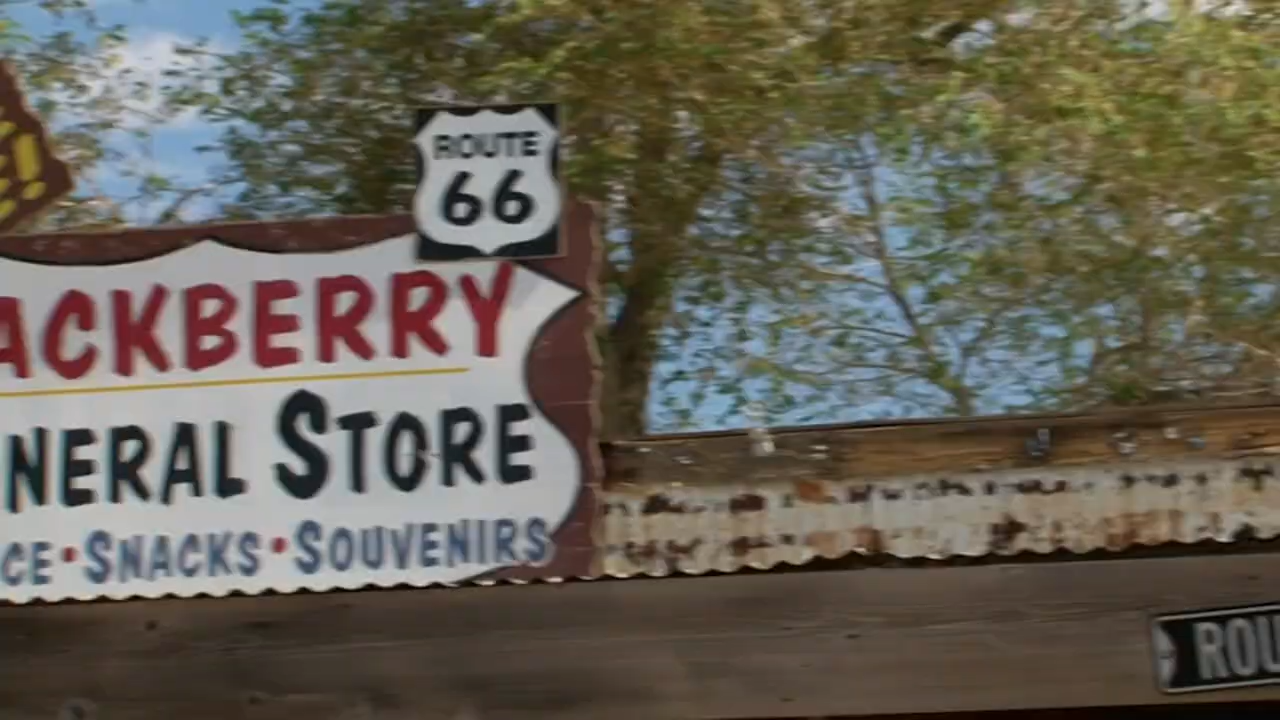 !
ROUTE
66
ACKBERRY
NERAL STORE
CE • SNACKS • SOUVENIRS
ROU